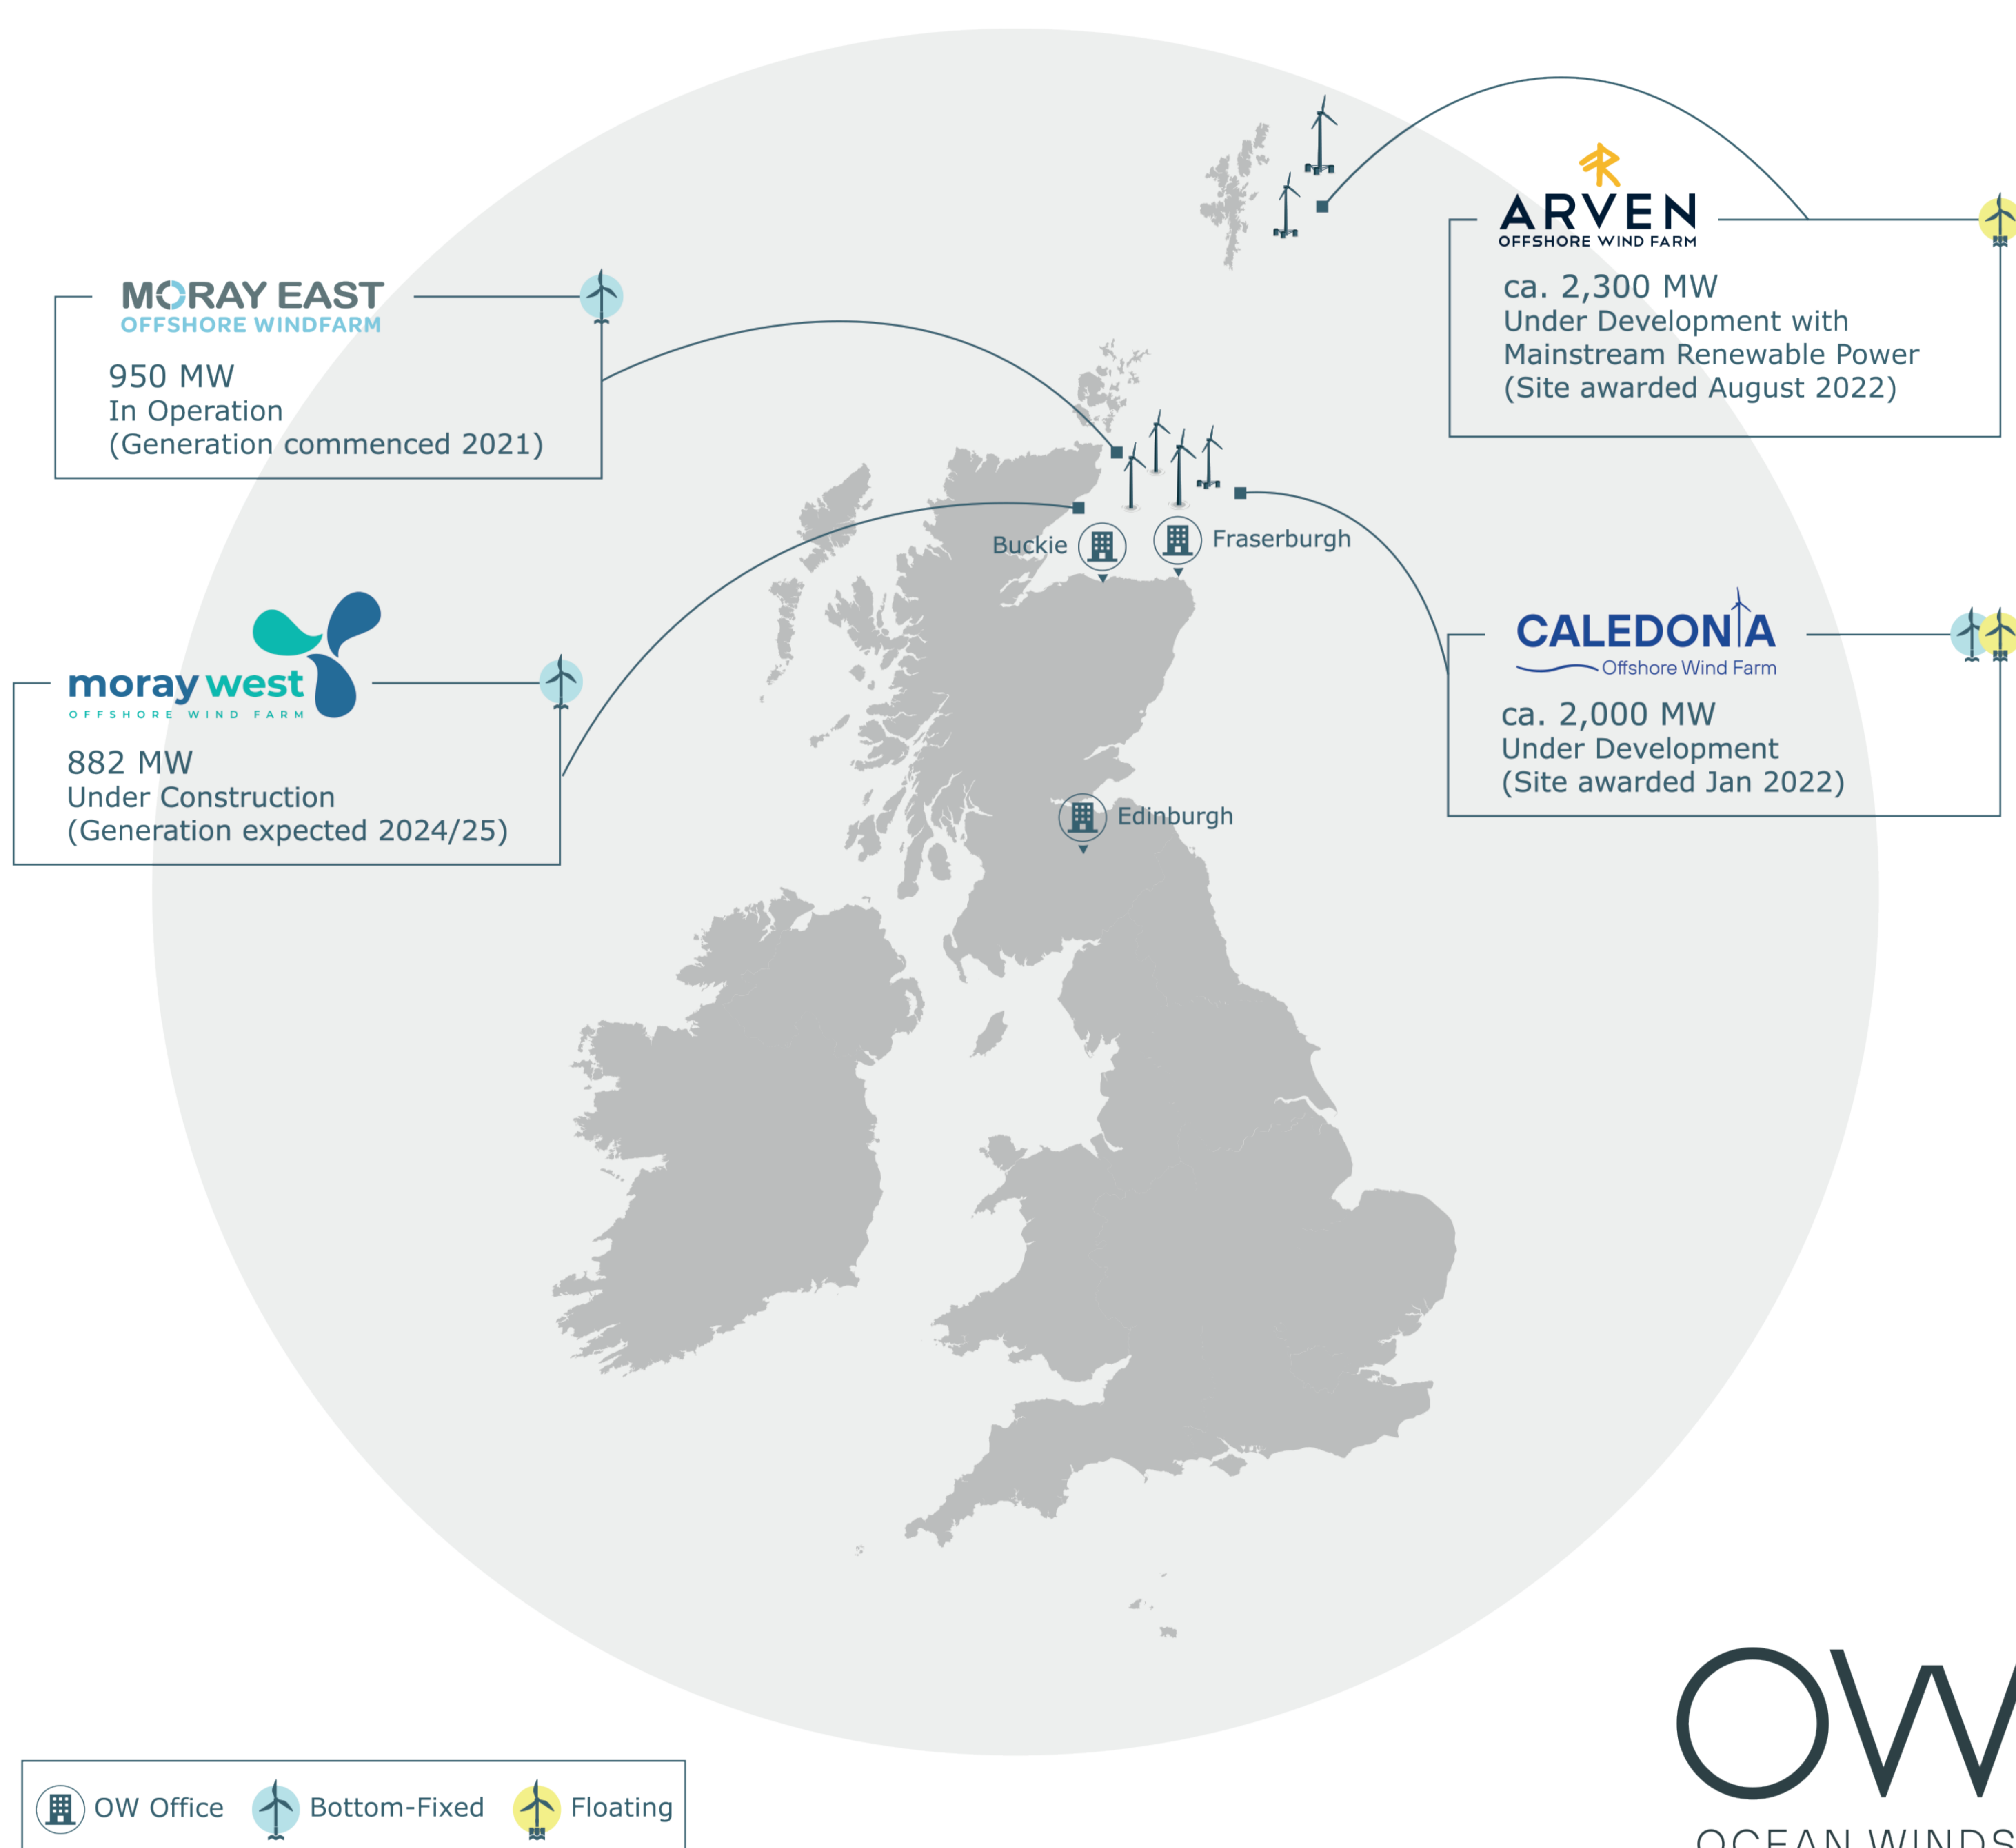 ARVEN
OFFSHORE WIND FARM
ca. 2,300 MW
Under Development with
Mainstream Renewable Power
(Site awarded August 2022)
MORAY EAST
OFFSHORE WINDFARM
950 MW
In Operation
(Generation commenced 2021)
Buckie
Fraserburgh
moray west
OFFSHORE WIND FARM
882 MW
Under Construction
(Generation expected 2024/25)
CALEDONIA
Offshore Wind Farm
ca. 2,000 MW
Under Development
(Site awarded Jan 2022)
Edinburgh
OW
OCEAN WINDS
OW Office
Bottom-Fixed
Floating